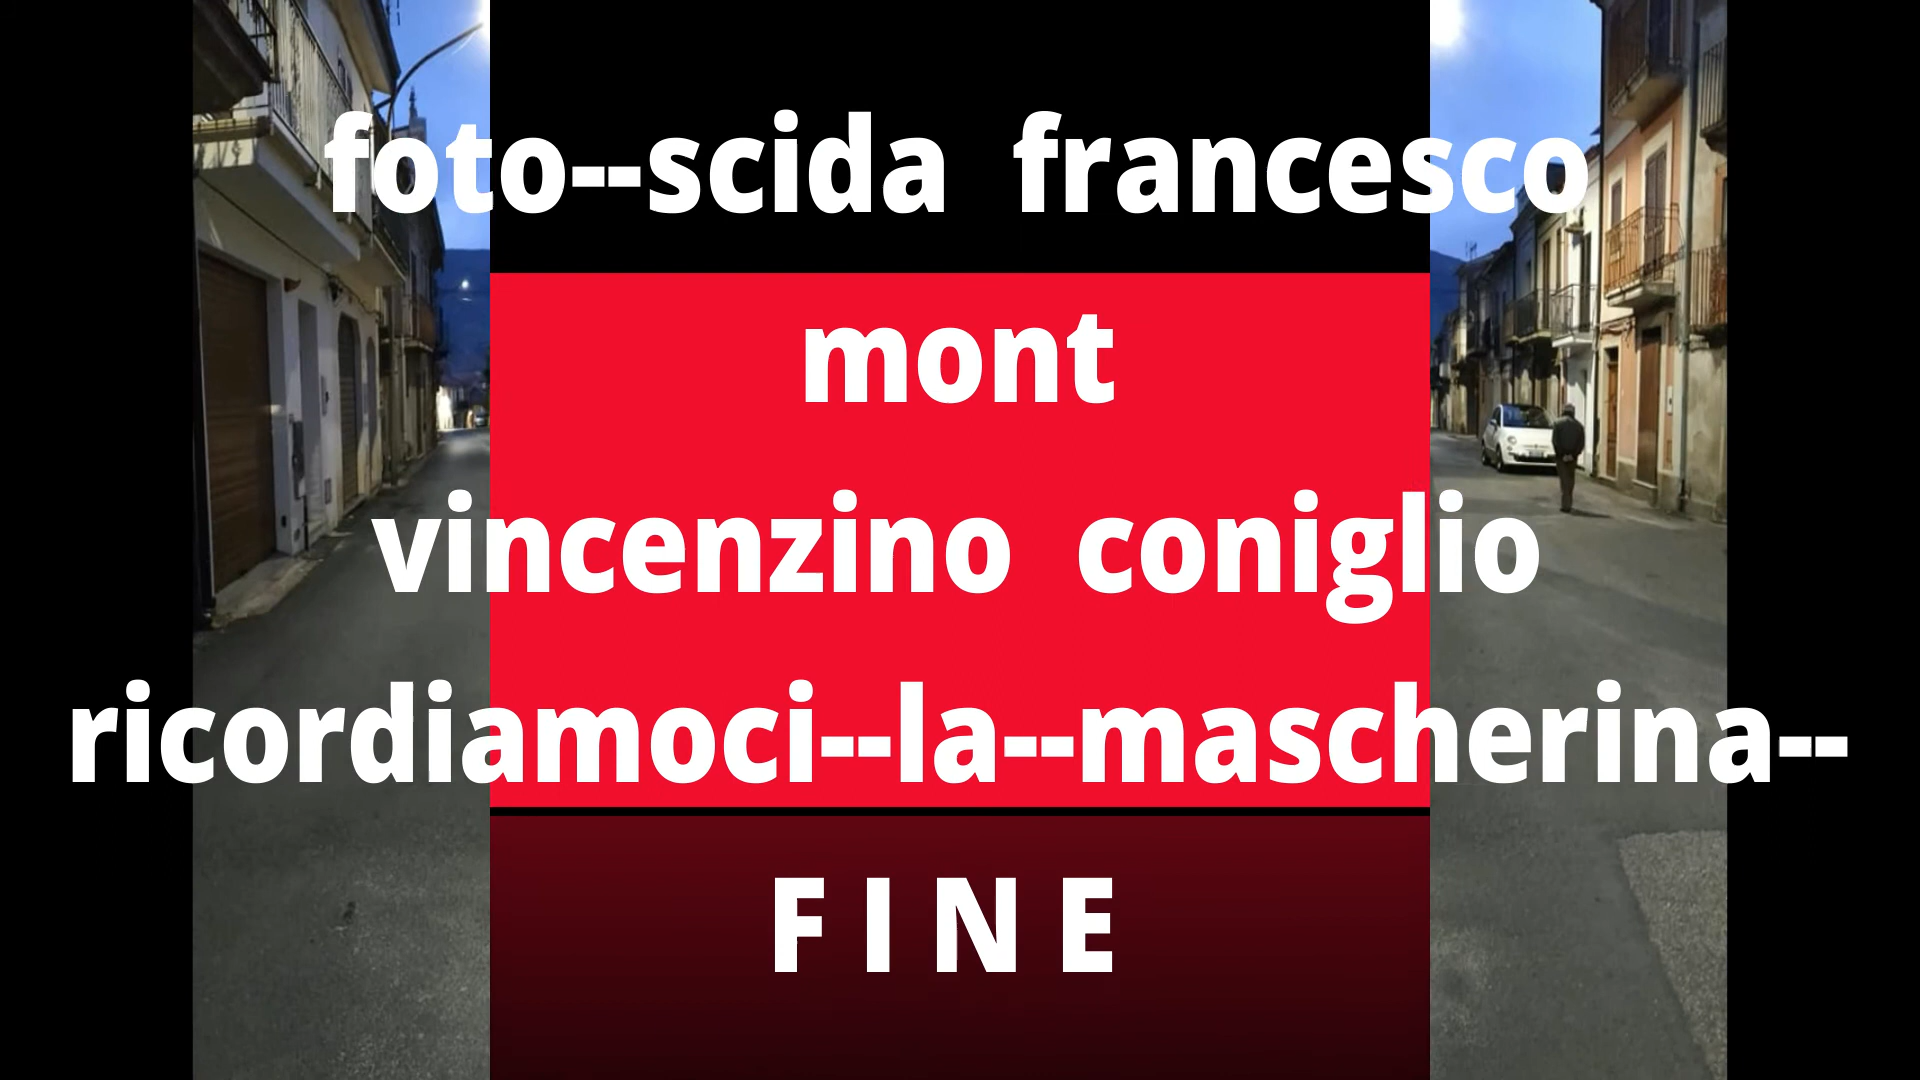 foto--scida francesco
mont
vincenzino coniglio
ricordiamoci--la--mascherina--
F I N E